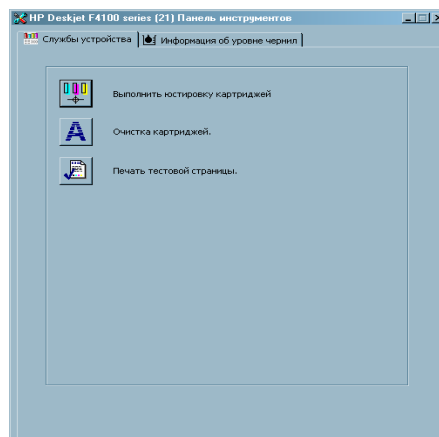 HP Deskjet F4100 series (21) Панель инструментов
Службы устройства Информация об уровне чернил
Выполнить юстировку картриджей
Очистка картриджей.
Печать тестовой страницы.